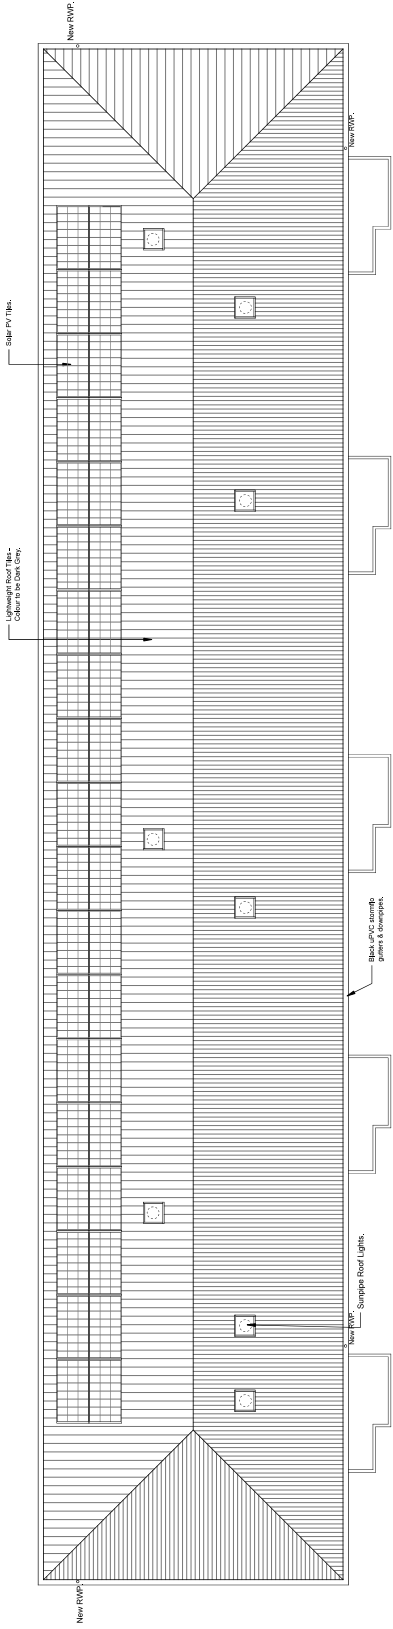 New RWP.
New RWP.
Solar PV Tiles.
Lightweight Roof Tiles –
Colour to be Dark Grey.
Black uPVC stormflo
gutters & downpipes.
Sunpipe Roof Lights.
New RWP.
New RWP.